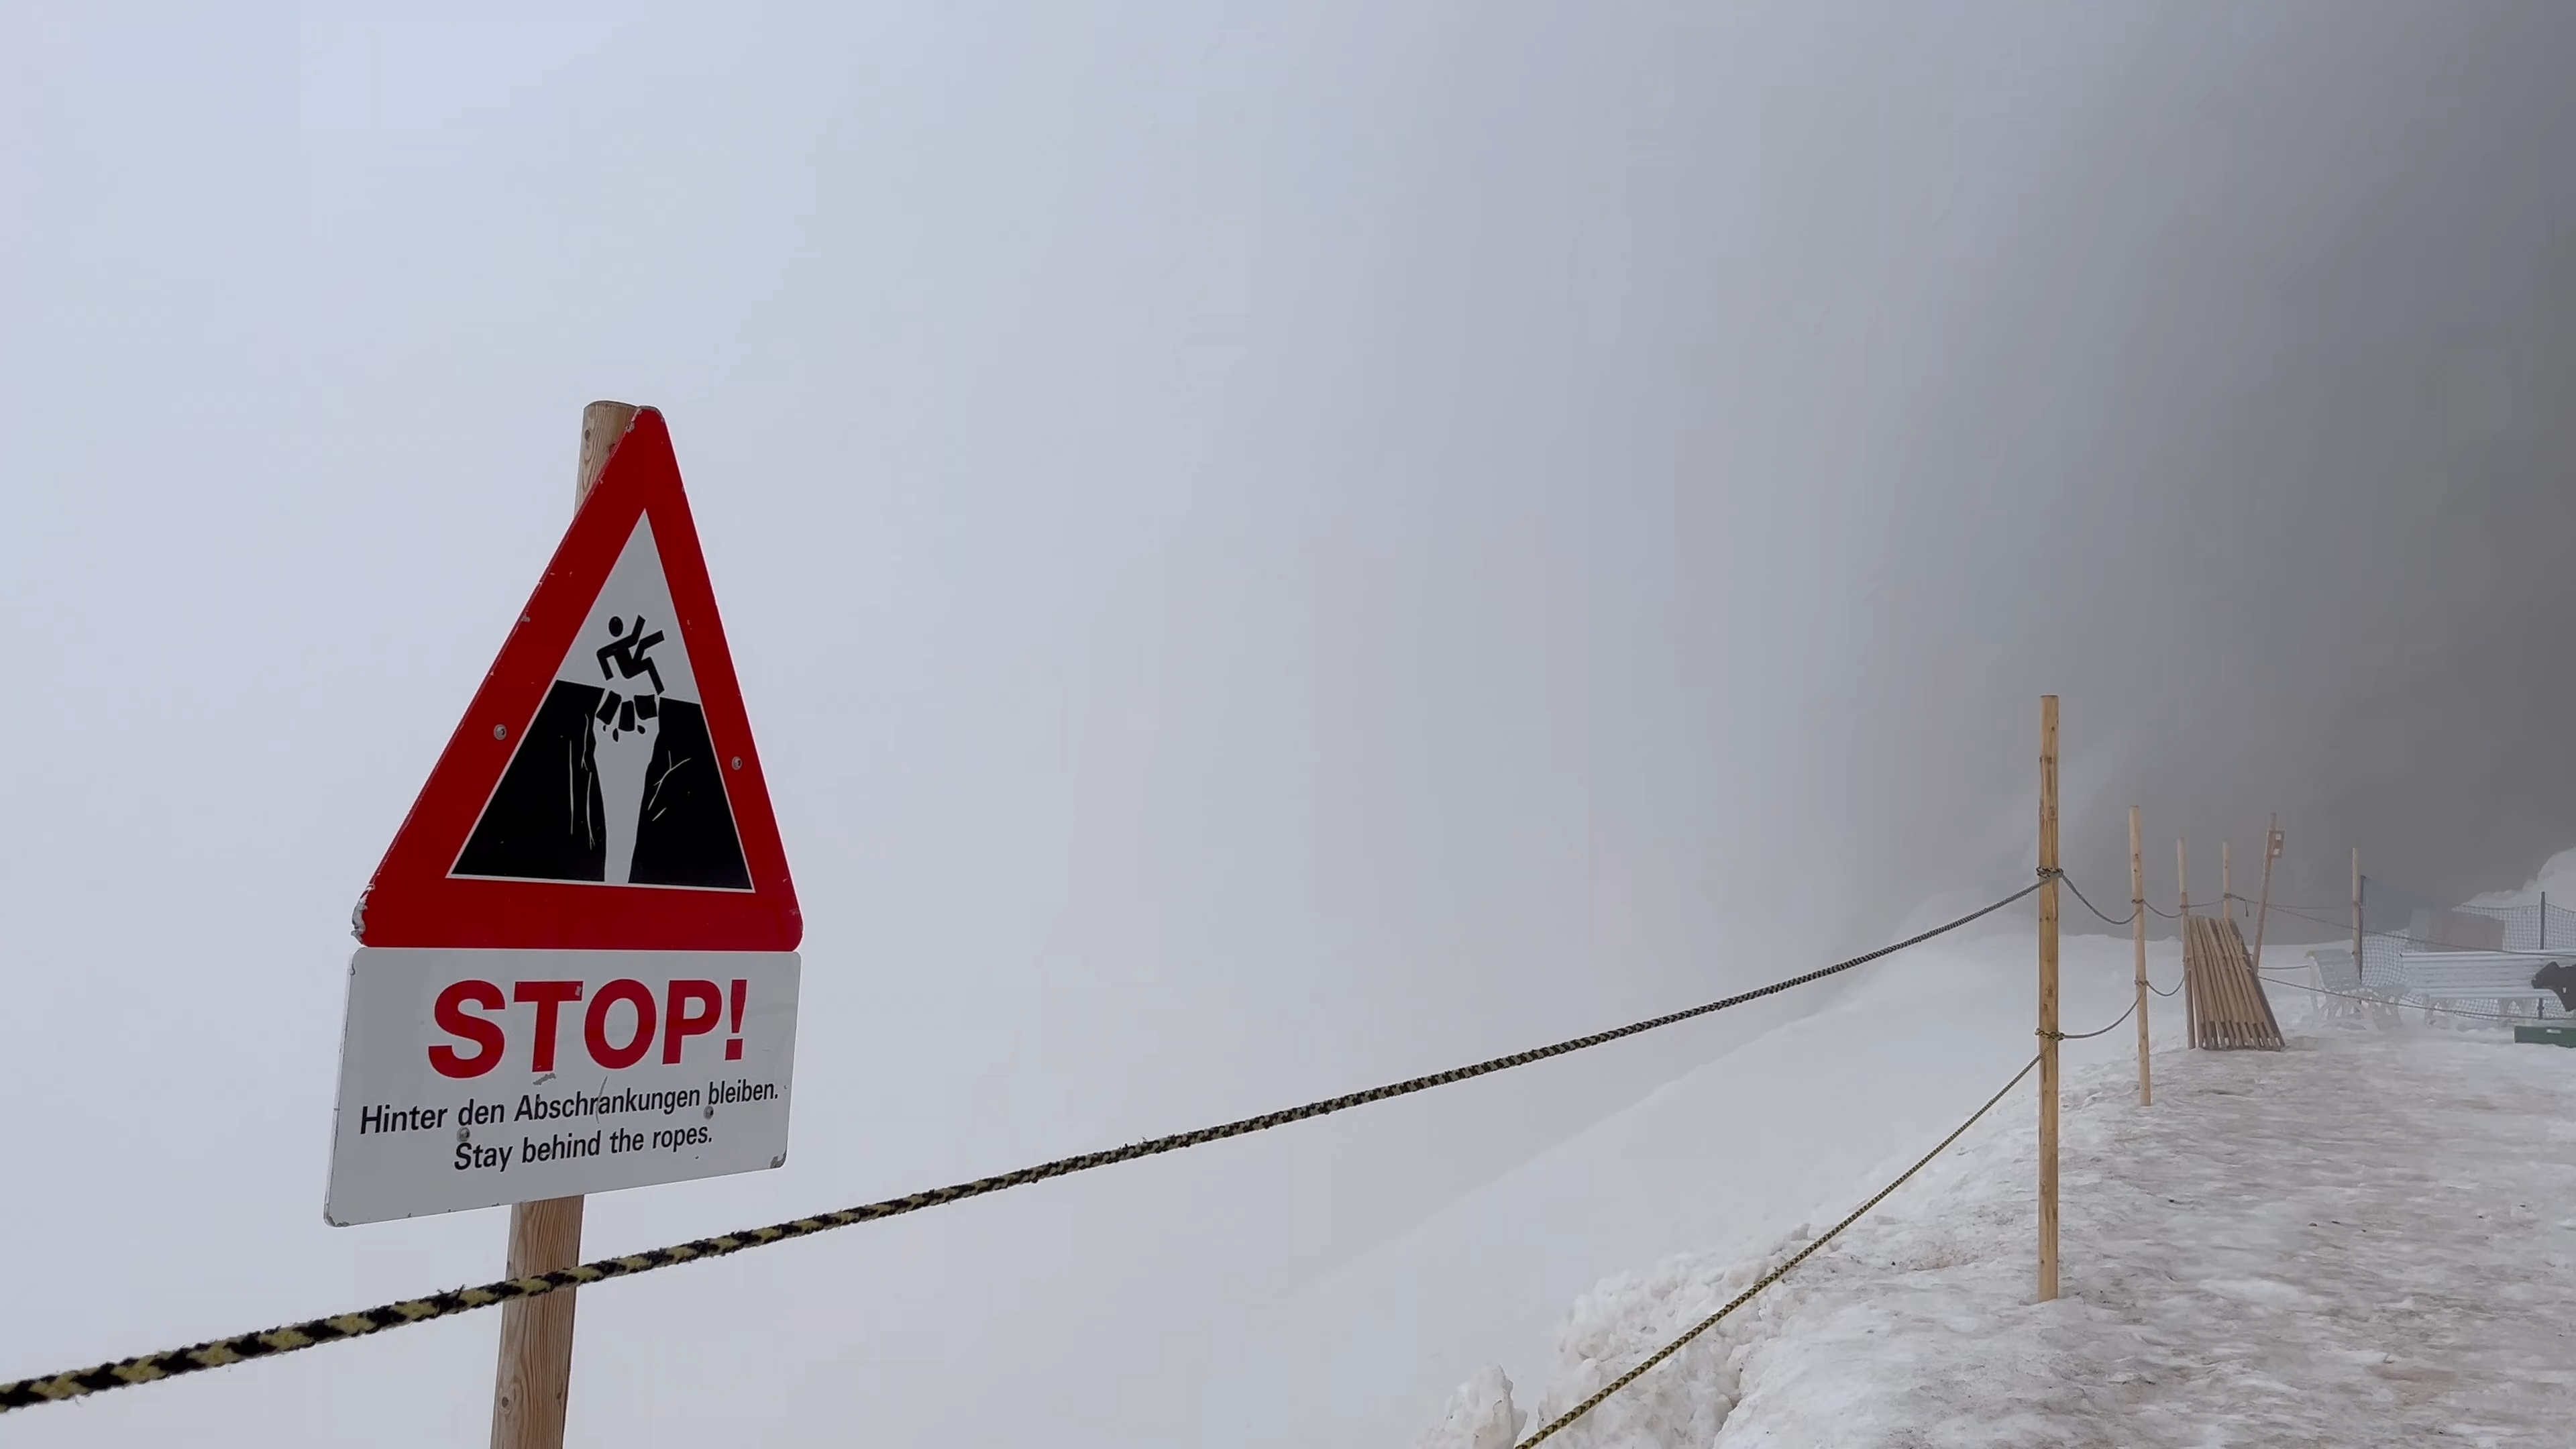 STOP!
Hinter den Abschrankungen bleiben.
Stay behind the ropes.